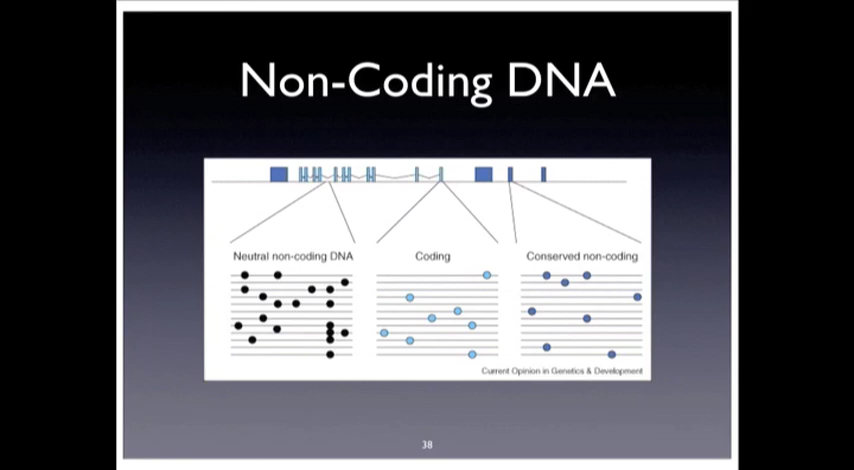 Non-Coding DNA
Neutral non-coding DNA
Coding
Conserved non-coding
Current Opinion in Genetics & Development
38